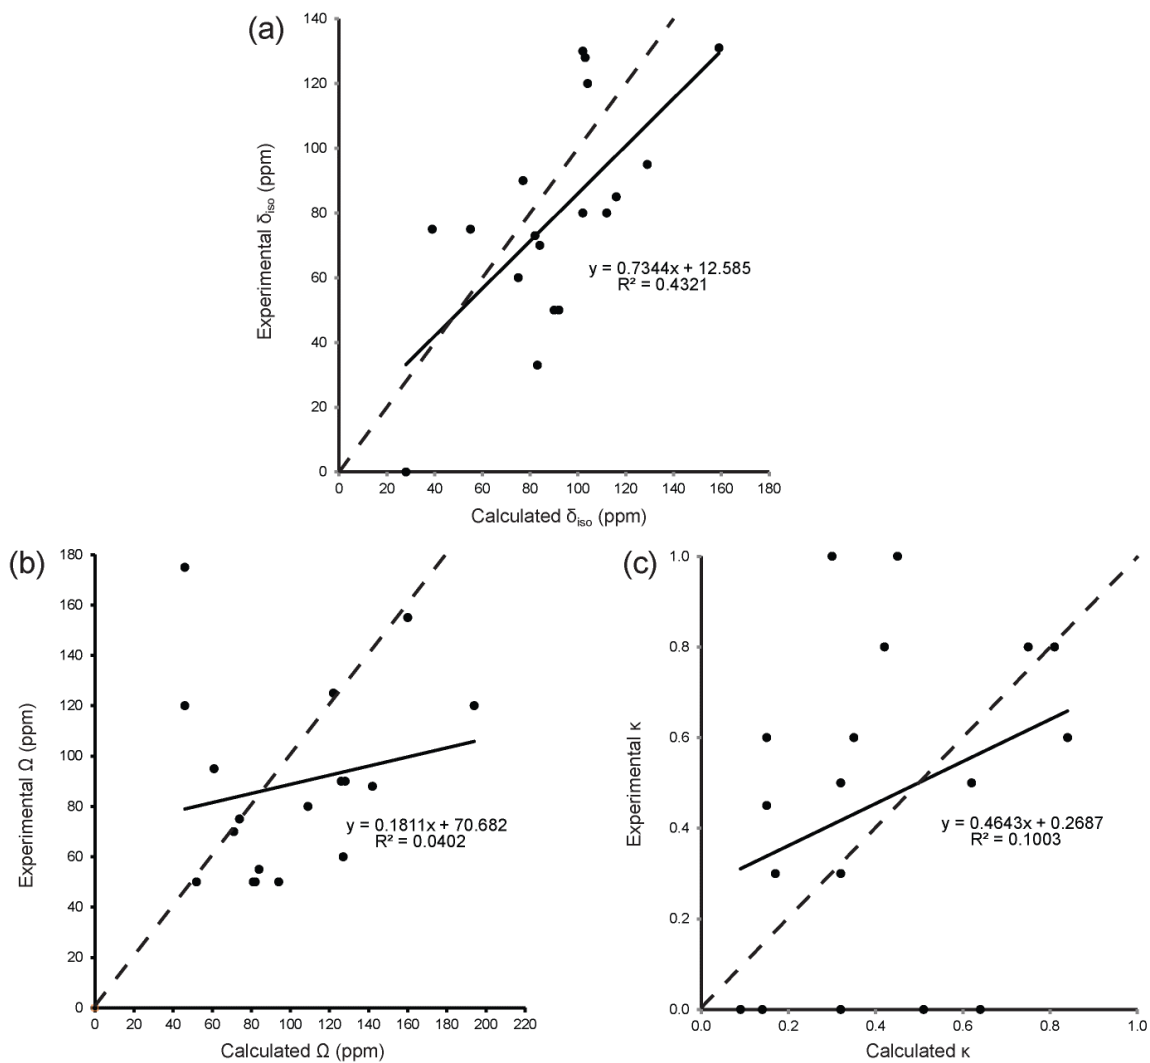 (a)
140
120
100
80
60
40
20
0
Experimental δiso (ppm)
y = 0.7344x + 12.585
R² = 0.4321
0 20 40 60 80 100 120 140 160 180
Calculated δiso (ppm)
(b)
180
160
140
120
100
80
60
40
20
0
Experimental Ω (ppm)
y = 0.1811x + 70.682
R² = 0.0402
0 20 40 60 80 100 120 140 160 180 200 220
Calculated Ω (ppm)
(c)
1.0
0.8
0.6
0.4
0.2
0.0
Experimental κ
y = 0.4643x + 0.2687
R² = 0.1003
0.0 0.2 0.4 0.6 0.8 1.0
Calculated κ